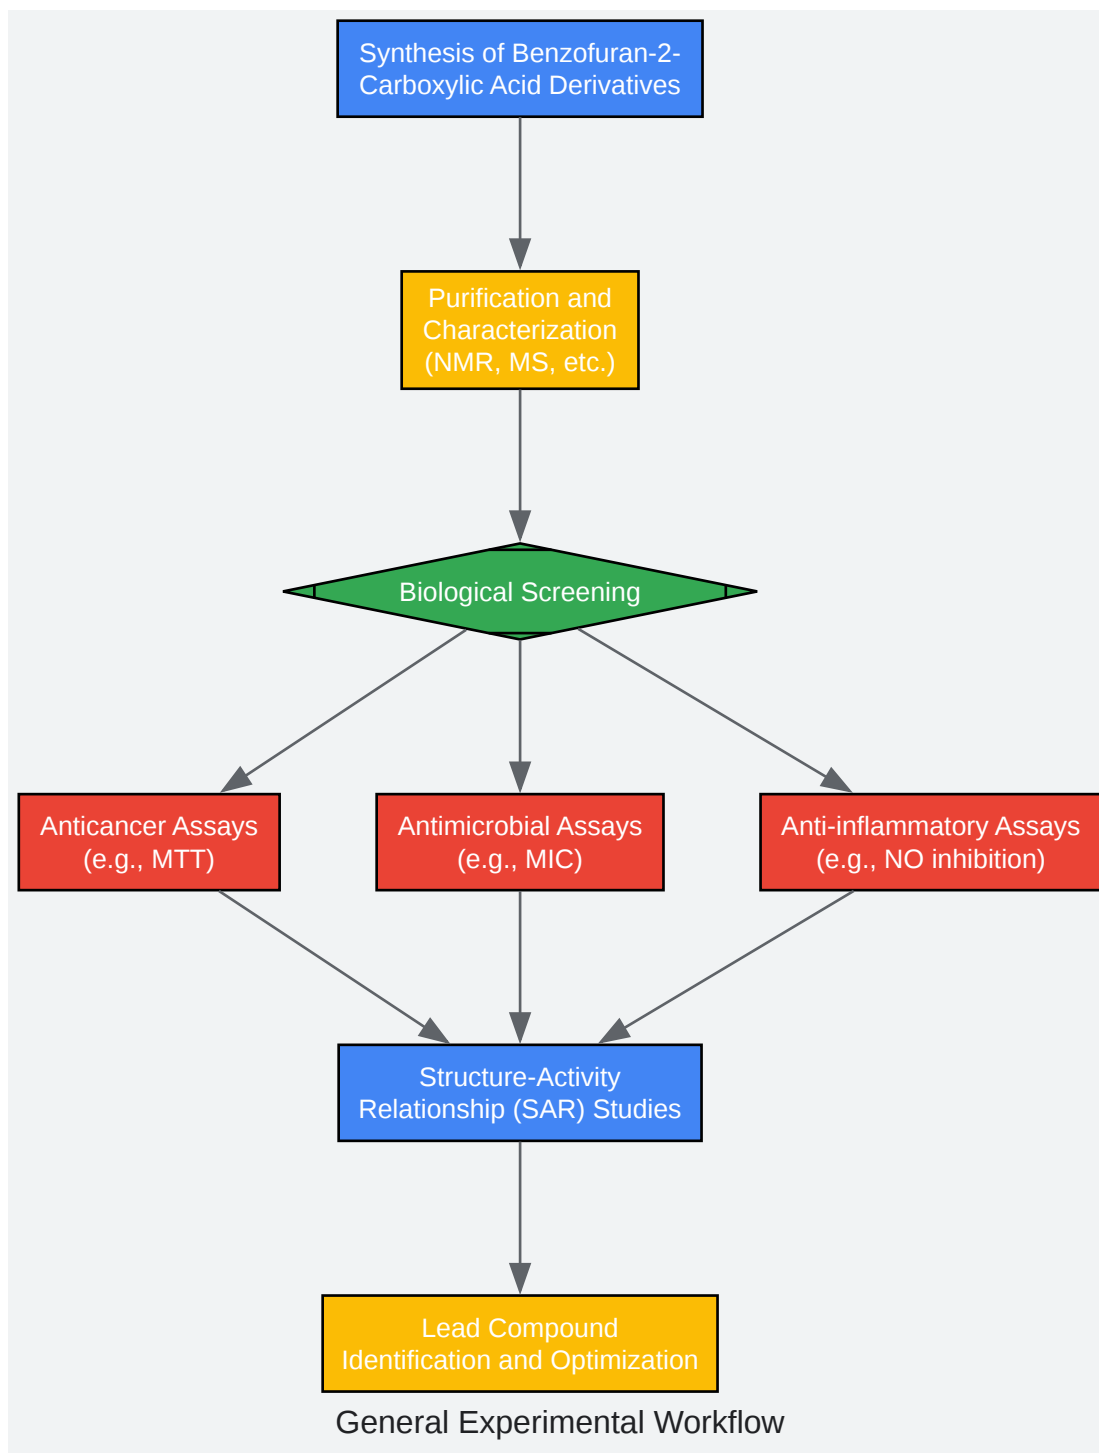 Synthesis of Benzofuran-2-
Carboxylic Acid Derivatives
Purification and
Characterization
(NMR, MS, etc.)
Biological Screening
Anticancer Assays
(e.g., MTT)
Antimicrobial Assays
(e.g., MIC)
Anti-inflammatory Assays
(e.g., NO inhibition)
Structure-Activity
Relationship (SAR) Studies
Lead Compound
Identification and Optimization
General Experimental Workflow